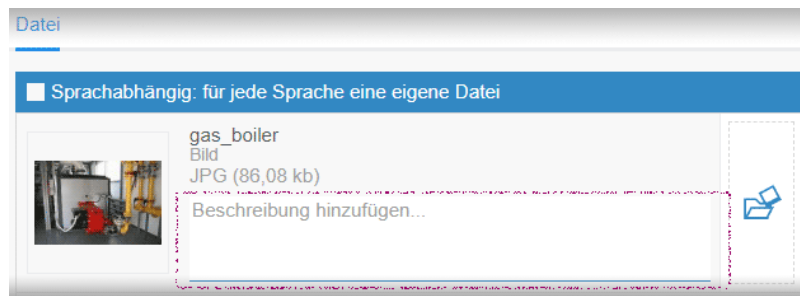 Datei
Sprachabhängig: für jede Sprache eine eigene Datei
gas_boiler
Bild
JPG (86,08 kb)
Beschreibung hinzufügen...